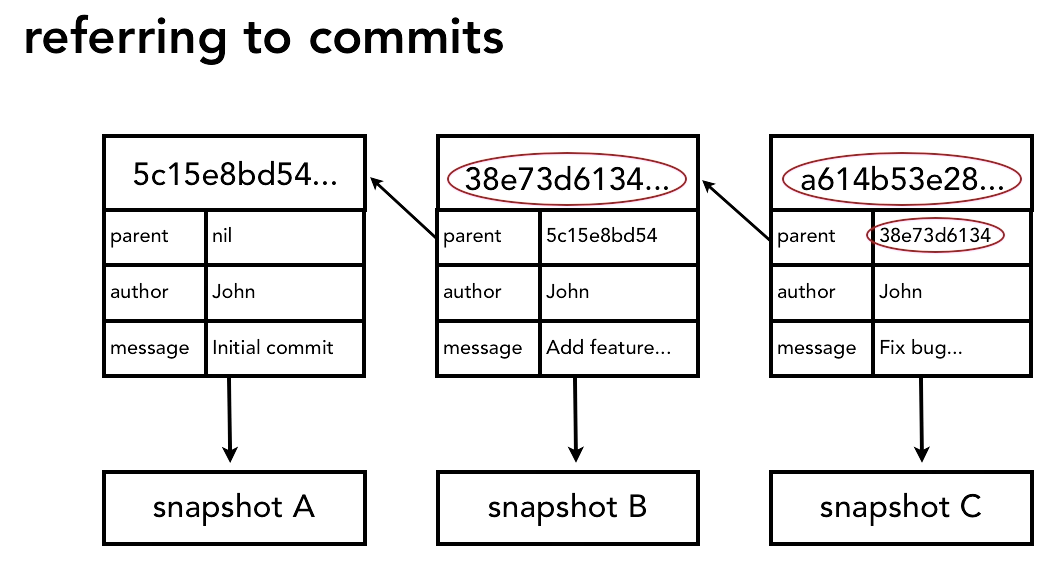 referring to commits
5c15e8bd54...
parent nil
author John
message Initial commit
snapshot A
38e73d6134...
parent 5c15e8bd54
author John
message Add feature...
snapshot B
a614b53e28...
parent 38e73d6134
author John
message Fix bug...
snapshot C